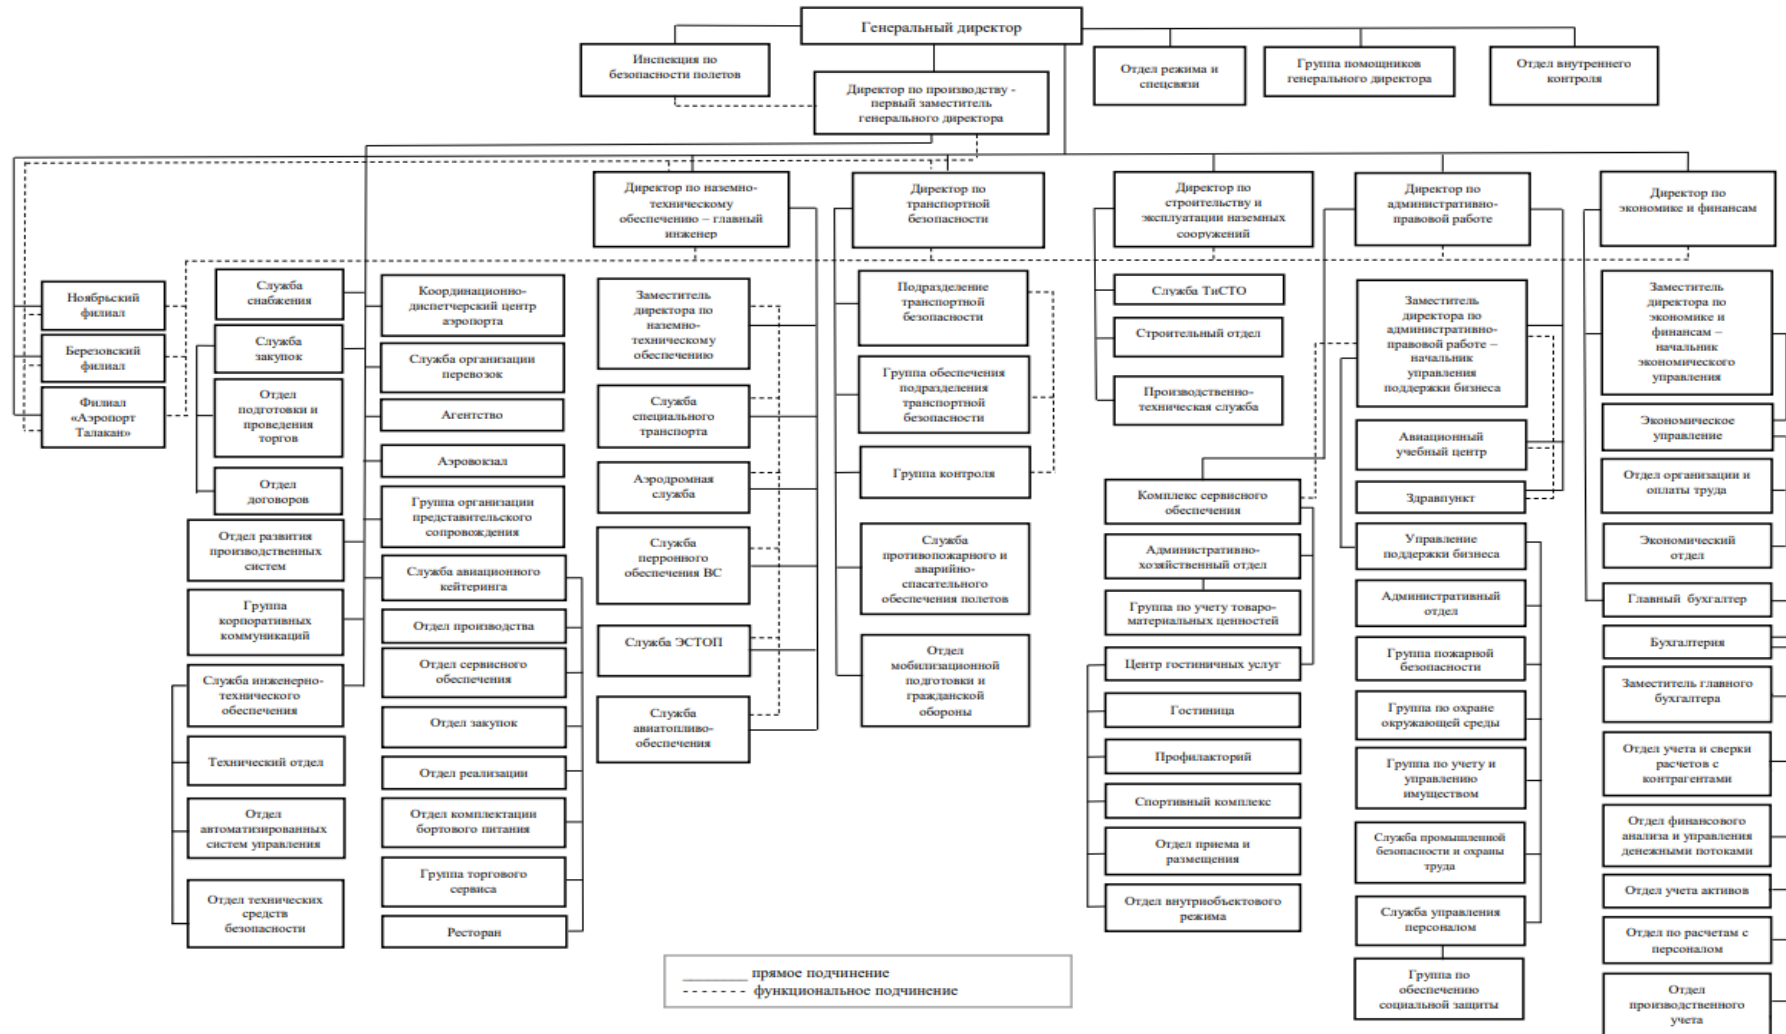 Генеральный директор
Инспекция по
безопасности полетов
Директор по производству -
первый заместитель
генерального директора
Отдел режима и
спецсвязи
Группа помощников
генерального директора
Отдел внутреннего
контроля
Директор по наземно-
техническому
обеспечению – главный
инженер
Директор по
транспортной
безопасности
Директор по
строительству и
эксплуатации наземных
сооружений
Директор по
административно-
правовой работе
Директор по
экономике и финансам
Ноябрьский
филиал
Березовский
филиал
Филиал
«Аэропорт
Талакан»
Служба
снабжения
Служба
закупок
Отдел
подготовки и
проведения
торгов
Отдел
договоров
Отдел развития
производственных
систем
Группа
корпоративных
коммуникаций
Служба инженерно-
технического
обеспечения
Технический отдел
Отдел
автоматизированных
систем управления
Отдел технических
средств
безопасности
Координационно-
диспетчерский центр
аэропорта
Служба организации
перевозок
Агентство
Аэровокзал
Группа организации
представительского
сопровождения
Служба авиационного
кейтеринга
Отдел производства
Отдел сервисного
обеспечения
Отдел закупок
Отдел реализации
Отдел комплектации
бортового питания
Группа торгового
сервиса
Ресторан
Заместитель
директора по
наземно-
техническому
обеспечению
Служба
специального
транспорта
Аэродромная
служба
Служба
перронного
обеспечения ВС
Служба ЭСТОП
Служба
авиатопливо-
обеспечения
Подразделение
транспортной
безопасности
Группа обеспечения
подразделения
транспортной
безопасности
Группа контроля
Служба
противопожарного и
аварийно-
спасательного
обеспечения полетов
Отдел
мобилизационной
подготовки и
гражданской
обороны
Служба ТиСТО
Строительный отдел
Производственно-
техническая служба
Комплекс сервисного
обеспечения
Административно-
хозяйственный отдел
Группа по учету товаро-
материальных ценностей
Центр гостиничных услуг
Гостиница
Профилакторий
Спортивный комплекс
Отдел приема и
размещения
Отдел внутриобъектового
режима
Заместитель
директора по
административно-
правовой работе –
начальник
управления
поддержки бизнеса
Авиационный
учебный центр
Здравпункт
Управление
поддержки бизнеса
Административный
отдел
Группа пожарной
безопасности
Группа по охране
окружающей среды
Группа по учету и
управлению
имуществом
Служба промышленной
безопасности и охраны
труда
Служба управления
персоналом
Группа по
обеспечению
социальной защиты
Заместитель
директора по
экономике и
финансам –
начальник
экономического
управления
Экономическое
управление
Отдел организации и
оплаты труда
Экономический
отдел
Главный бухгалтер
Бухгалтерия
Заместитель главного
бухгалтера
Отдел учета и сверки
расчетов с
контрагентами
Отдел финансового
анализа и управления
денежными потоками
Отдел учета активов
Отдел по расчетам с
персоналом
Отдел
производственного
учета
прямое подчинение
функциональное подчинение